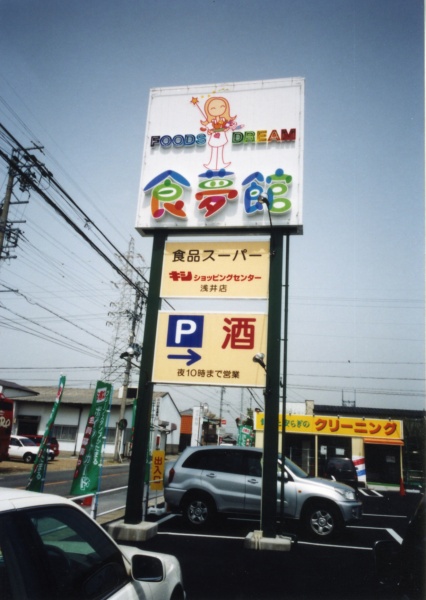 FOODS DREAM
食夢館
食品スーパー
キシ ショッピングセンター
浅井店
P 酒
夜10時まで営業
クリーニング